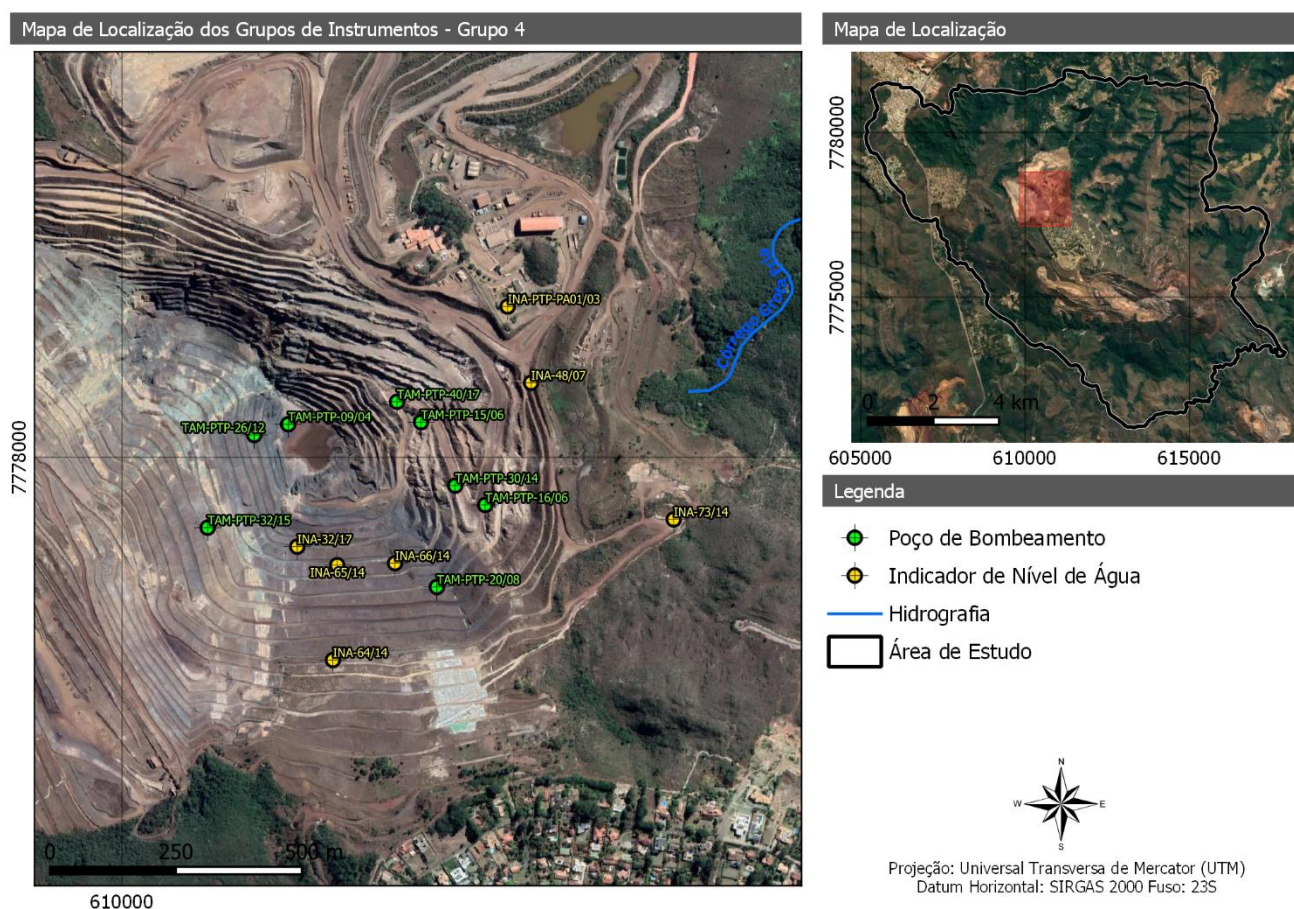 Mapa de Localização dos Grupos de Instrumentos - Grupo 4
INA-PTP-PA01/03
Córrego Grota Fria
INA-48/07
TAM-PTP-40/17
TAM-PTP-15/06
TAM-PTP-09/04
TAM-PTP-26/12
TAM-PTP-30/14
TAM-PTP-16/06
INA-73/14
TAM-PTP-32/15
INA-32/17
INA-65/14
INA-66/14
TAM-PTP-20/08
INA-64/14
7778000
0 250 500 m
610000
Mapa de Localização
7780000
7775000
0 2 4 km
605000 610000 615000
Legenda
Poço de Bombeamento
Indicador de Nível de Água
Hidrografia
Área de Estudo
N
W E
S
Projeção: Universal Transversa de Mercator (UTM)
Datum Horizontal: SIRGAS 2000 Fuso: 23S